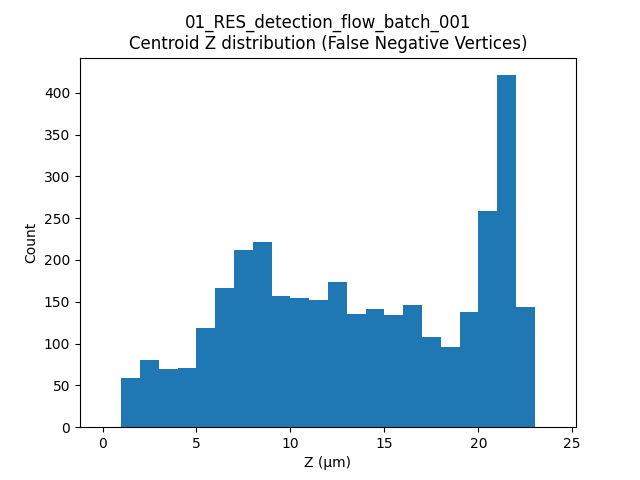 01_RES_detection_flow_batch_001
Centroid Z distribution (False Negative Vertices)
Count
400
350
300
250
200
150
100
50
0
0 5 10 15 20 25
Z (μm)